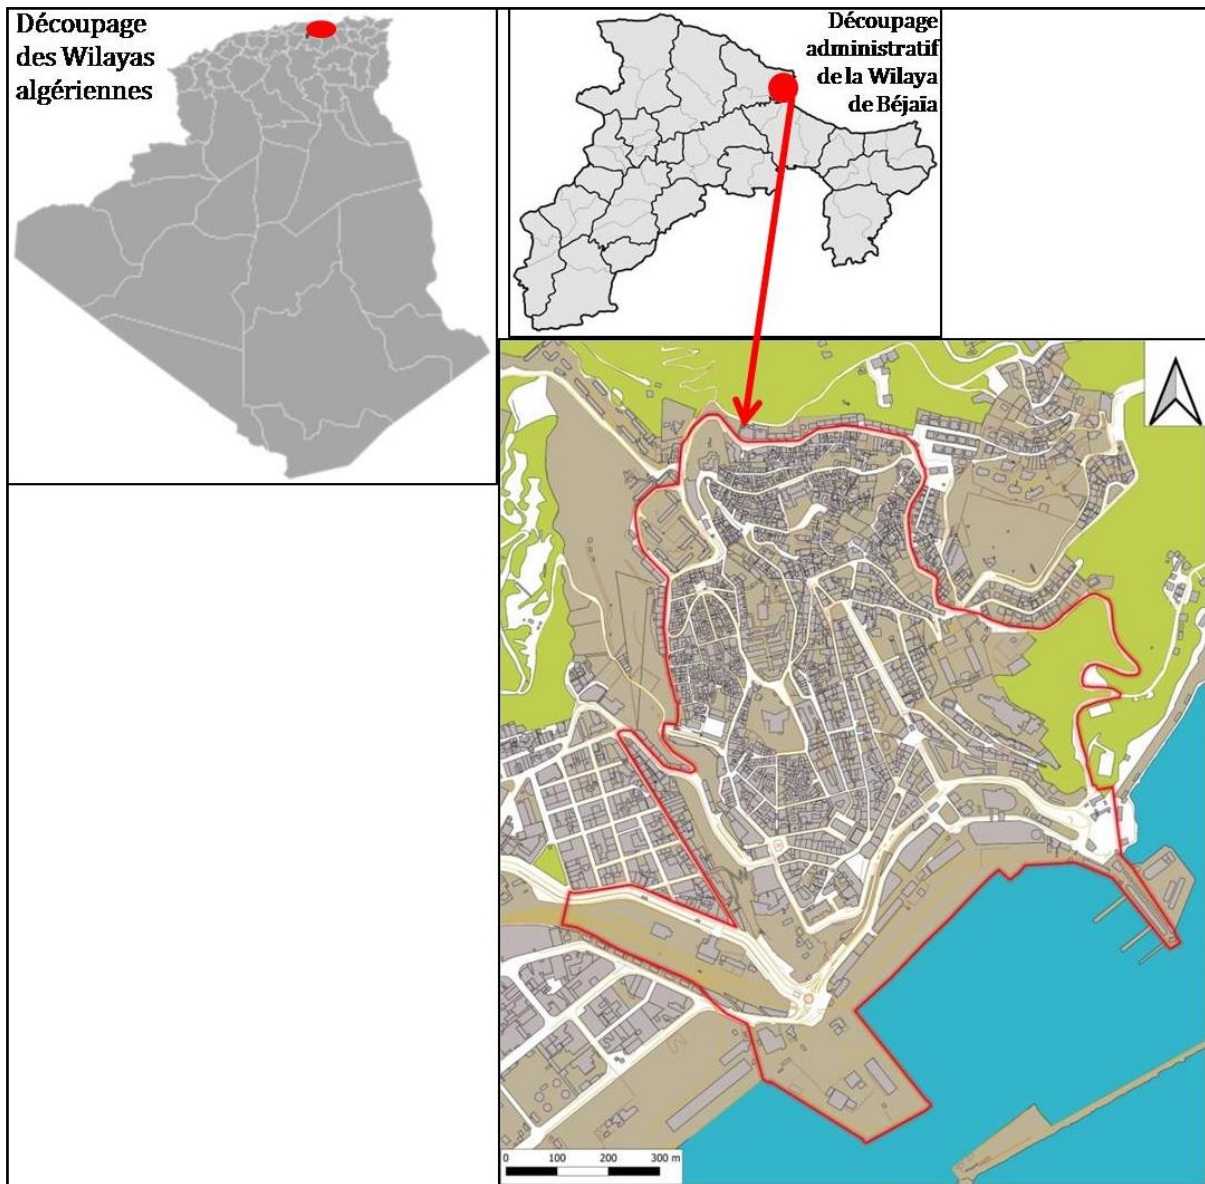 Découpage
des Wilayas
algériennes
Découpage
administratif
de la Wilaya
de Béjaïa
0 100 200 300 m